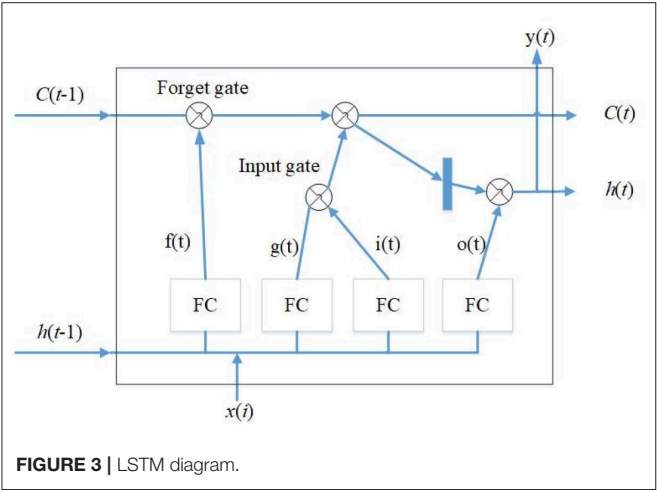 y(t)
C(t-1)
Forget gate
C(t)
Input gate
h(t)
f(t)
g(t)
i(t)
o(t)
FC
FC
FC
FC
h(t-1)
x(i)
FIGURE 3 | LSTM diagram.